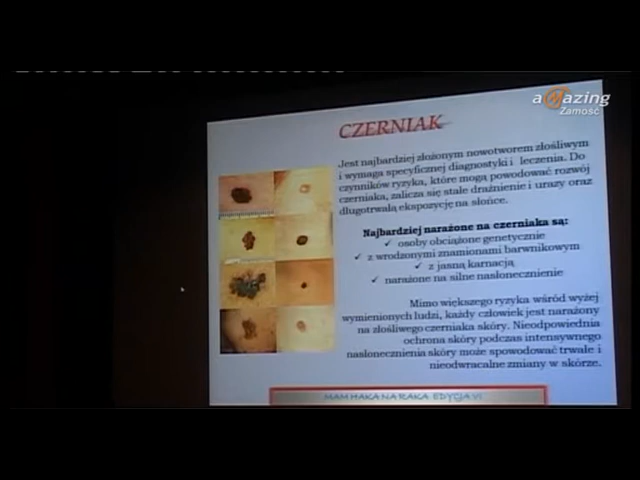 aMazing
Zamość
CZERNIAK
Jest najbardziej złożonym nowotworem złośliwym
i wymaga specyficznej diagnostyki i leczenia. Do
czynników ryzyka, które mogą powodować rozwój
czerniaka, zalicza się stałe drażnienie i urazy oraz
długotrwałą ekspozycję na słońce.
Najbardziej narażone na czerniaka są:
✓ osoby obciążone genetycznie
✓ z wrodzonymi znamionami barwnikowym
✓ z jasną karnacją
✓ narażone na silne nasłonecznienie
Mimo większego ryzyka wśród wyżej
wymienionych ludzi, każdy człowiek jest narażony
na złośliwego czerniaka skóry. Nieodpowiednia
ochrona skóry podczas intensywnego
nasłonecznienia skóry może spowodować trwałe i
nieodwracalne zmiany w skórze.
MAM HAKA NA RAKA EDYCJA VI